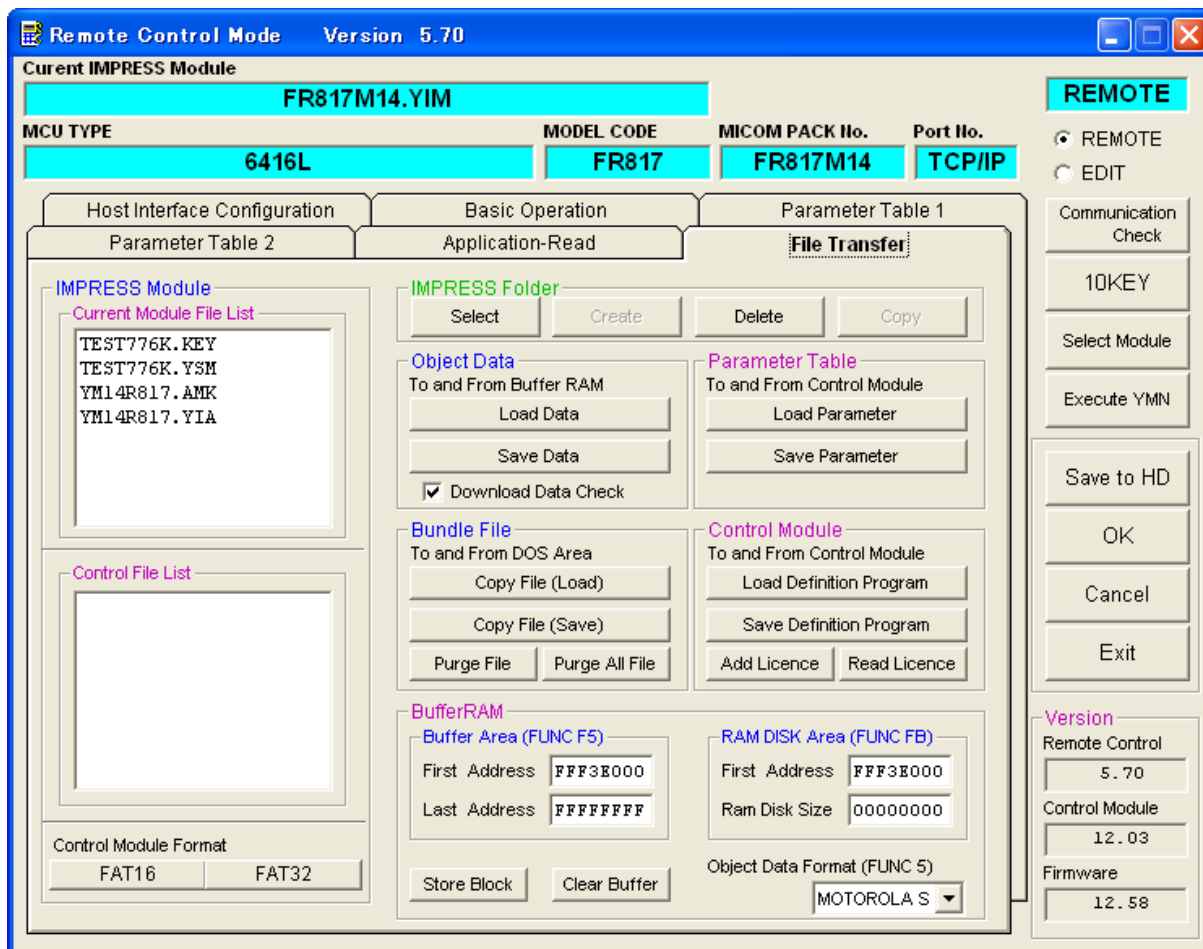 Remote Control Mode Version 5.70
Curent IMPRESS Module
FR817M14.YIM
REMOTE
MCU TYPE MODEL CODE MICOM PACK No. Port No.
6416L FR817 FR817M14 TCP/IP
REMOTE
EDIT
Host Interface Configuration Basic Operation Parameter Table 1
Parameter Table 2 Application-Read File Transfer
Communication
Check
10KEY
Select Module
Execute YMN
Save to HD
OK
Cancel
Exit
IMPRESS Module
Current Module File List
TEST776K.KEY
TEST776K.YSM
YM14R817.AMK
YM14R817.YIA
Control File List
Control Module Format
FAT16 FAT32
IMPRESS Folder
Select Create Delete Copy
Object Data
To and From Buffer RAM
Load Data
Save Data
Download Data Check
Parameter Table
To and From Control Module
Load Parameter
Save Parameter
Bundle File
To and From DOS Area
Copy File (Load)
Copy File (Save)
Purge File Purge All File
Control Module
To and From Control Module
Load Definition Program
Save Definition Program
Add Licence Read Licence
BufferRAM
Buffer Area (FUNC F5)
First Address FFF3E000
Last Address FFFFFFFF
RAM DISK Area (FUNC FB)
First Address FFF3E000
Ram Disk Size 00000000
Store Block Clear Buffer
Object Data Format (FUNC 5)
MOTOROLA S
Version
Remote Control
5.70
Control Module
12.03
Firmware
12.58